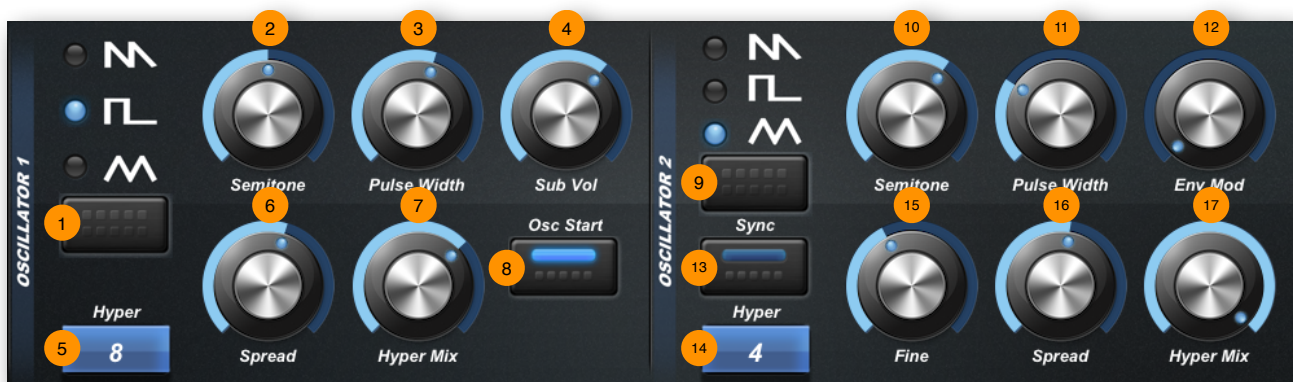 2
3
4
10
11
12
OSCILLATOR 1
OSCILLATOR 2
9
Semitone
Pulse Width
Sub Vol
Semitone
Pulse Width
Env Mod
1
6
7
Osc Start
Sync
15
16
17
8
13
Hyper
Hyper
5
8
Spread
Hyper Mix
14
4
Fine
Spread
Hyper Mix